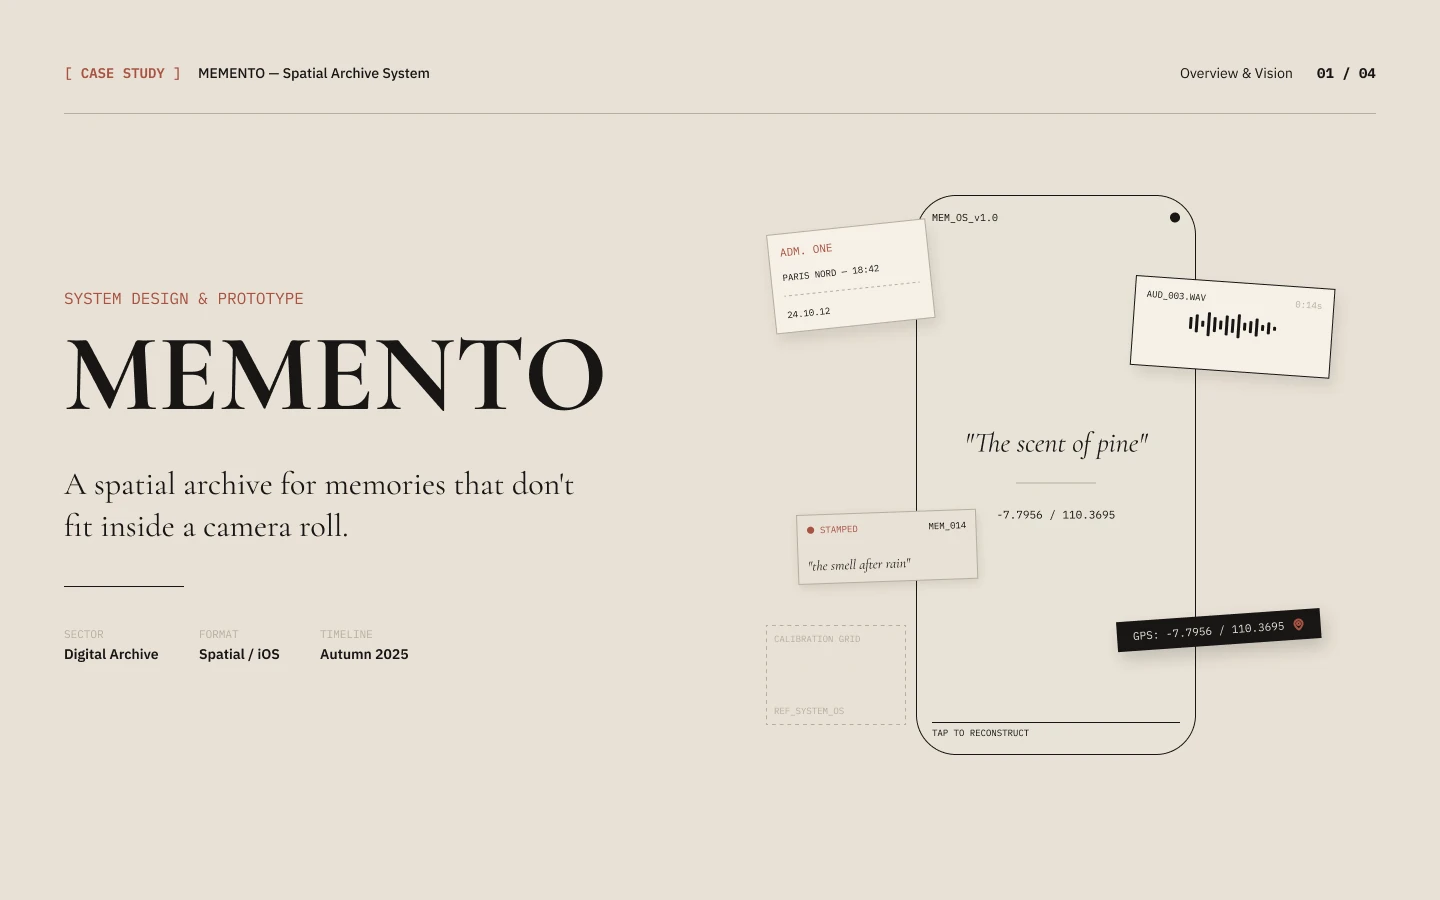 [ CASE STUDY ] MEMENTO — Spatial Archive System
Overview & Vision 01 / 04
SYSTEM DESIGN & PROTOTYPE
MEMENTO
A spatial archive for memories that don't
fit inside a camera roll.
SECTOR
Digital Archive
FORMAT
Spatial / iOS
TIMELINE
Autumn 2025
MEM_OS_v1.0
ADM. ONE
PARIS NORD — 18:42
24.10.12
AUD_003.WAV 0:14s
"The scent of pine"
-7.7956 / 110.3695
STAMPED MEM_014
"the smell after rain"
GPS: -7.7956 / 110.3695
CALIBRATION GRID
REF_SYSTEM_OS
TAP TO RECONSTRUCT